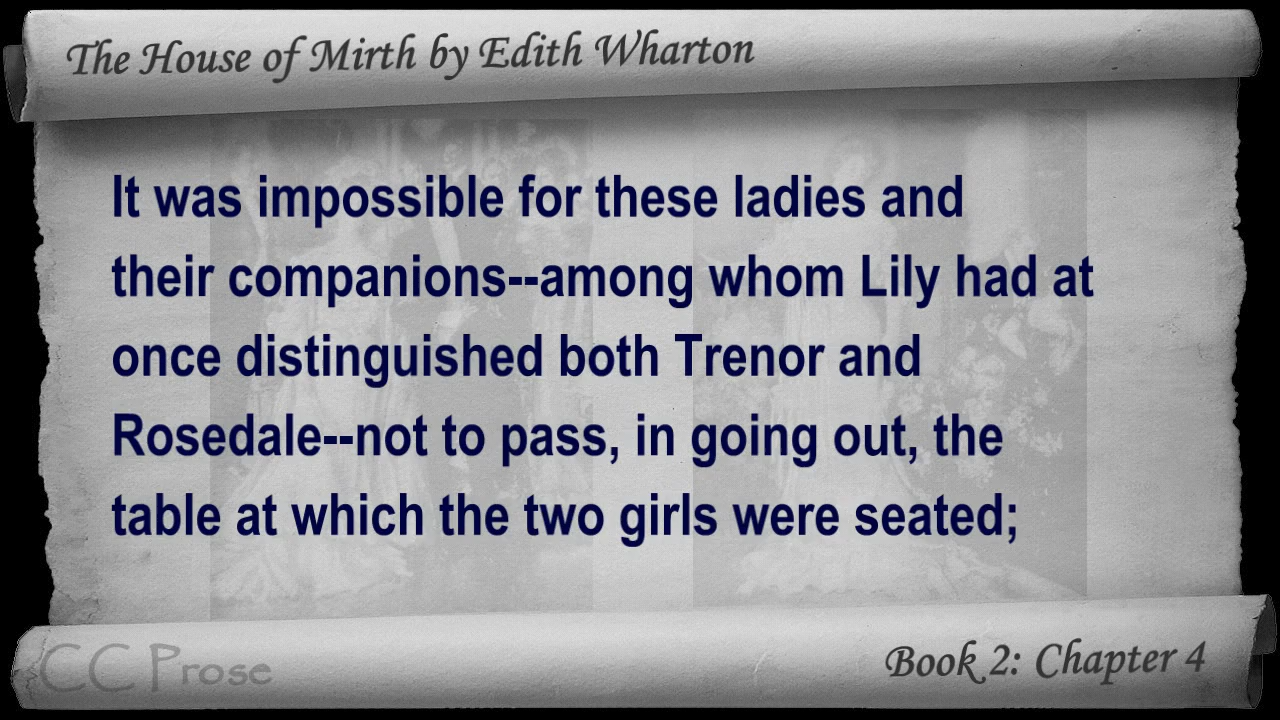 The House of Mirth by Edith Wharton
It was impossible for these ladies and
their companions--among whom Lily had at
once distinguished both Trenor and
Rosedale--not to pass, in going out, the
table at which the two girls were seated;
CC Prose
Book 2: Chapter 4